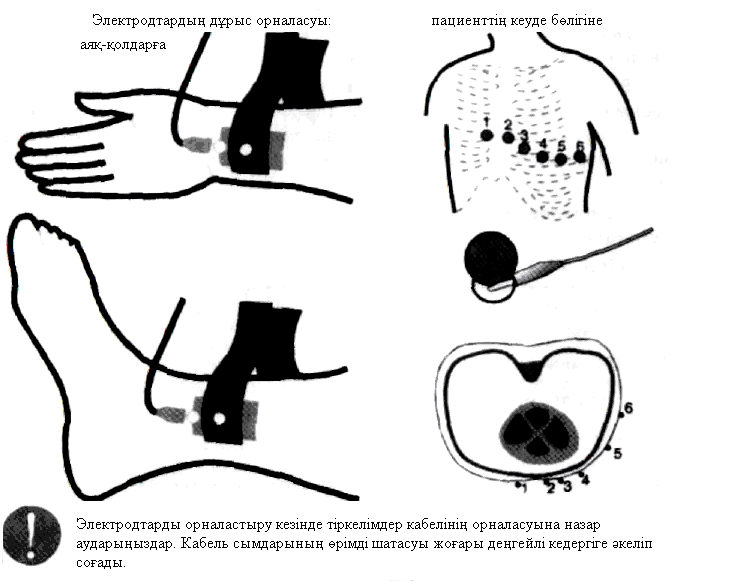 Электродтардың дұрыс орналасуы: пациенттің кеуде бөлігіне
аяқ-қолдарға
1 2 3 4 5 6
6
5
1 2 3 4
Электродтарды орналастыру кезінде тіркелімдер кабелінің орналасуына назар
аударыңыздар. Кабель сымдарының өрімді шатасуы жоғары деңгейлі кедергіге әкеліп
соғады.